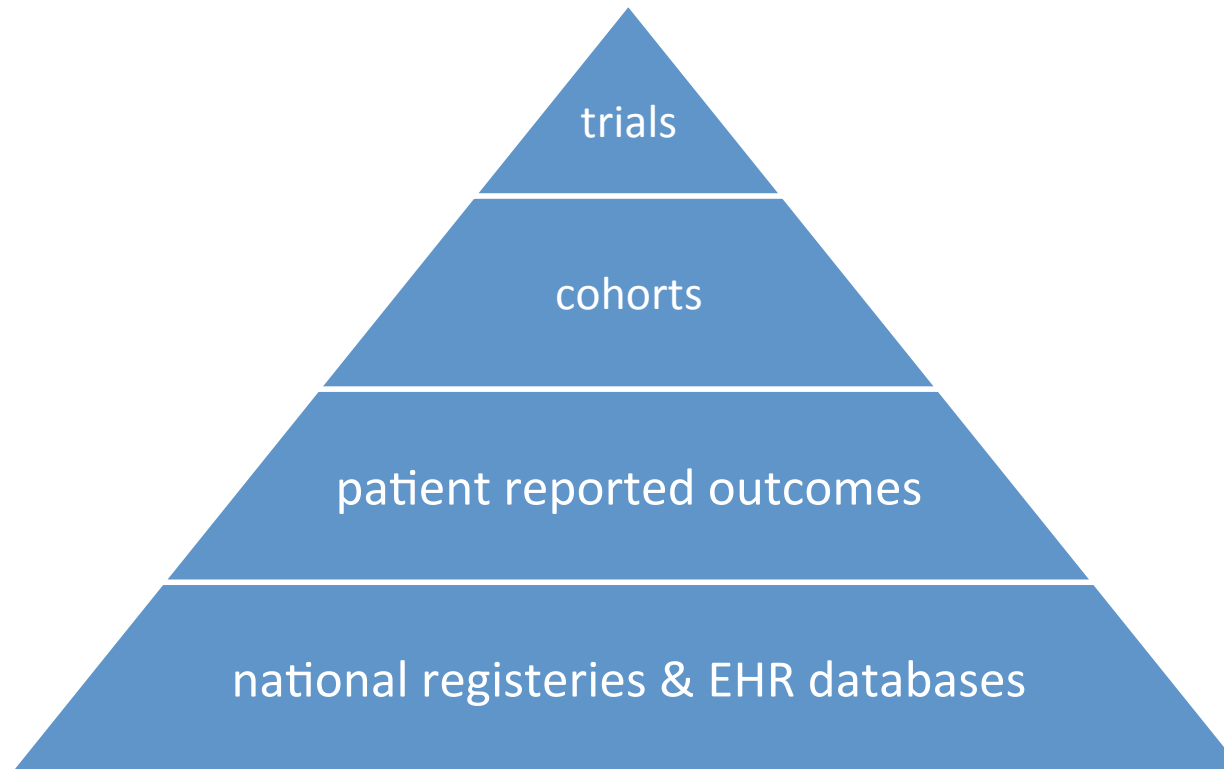 trials
cohorts
patient reported outcomes
national registeries & EHR databases